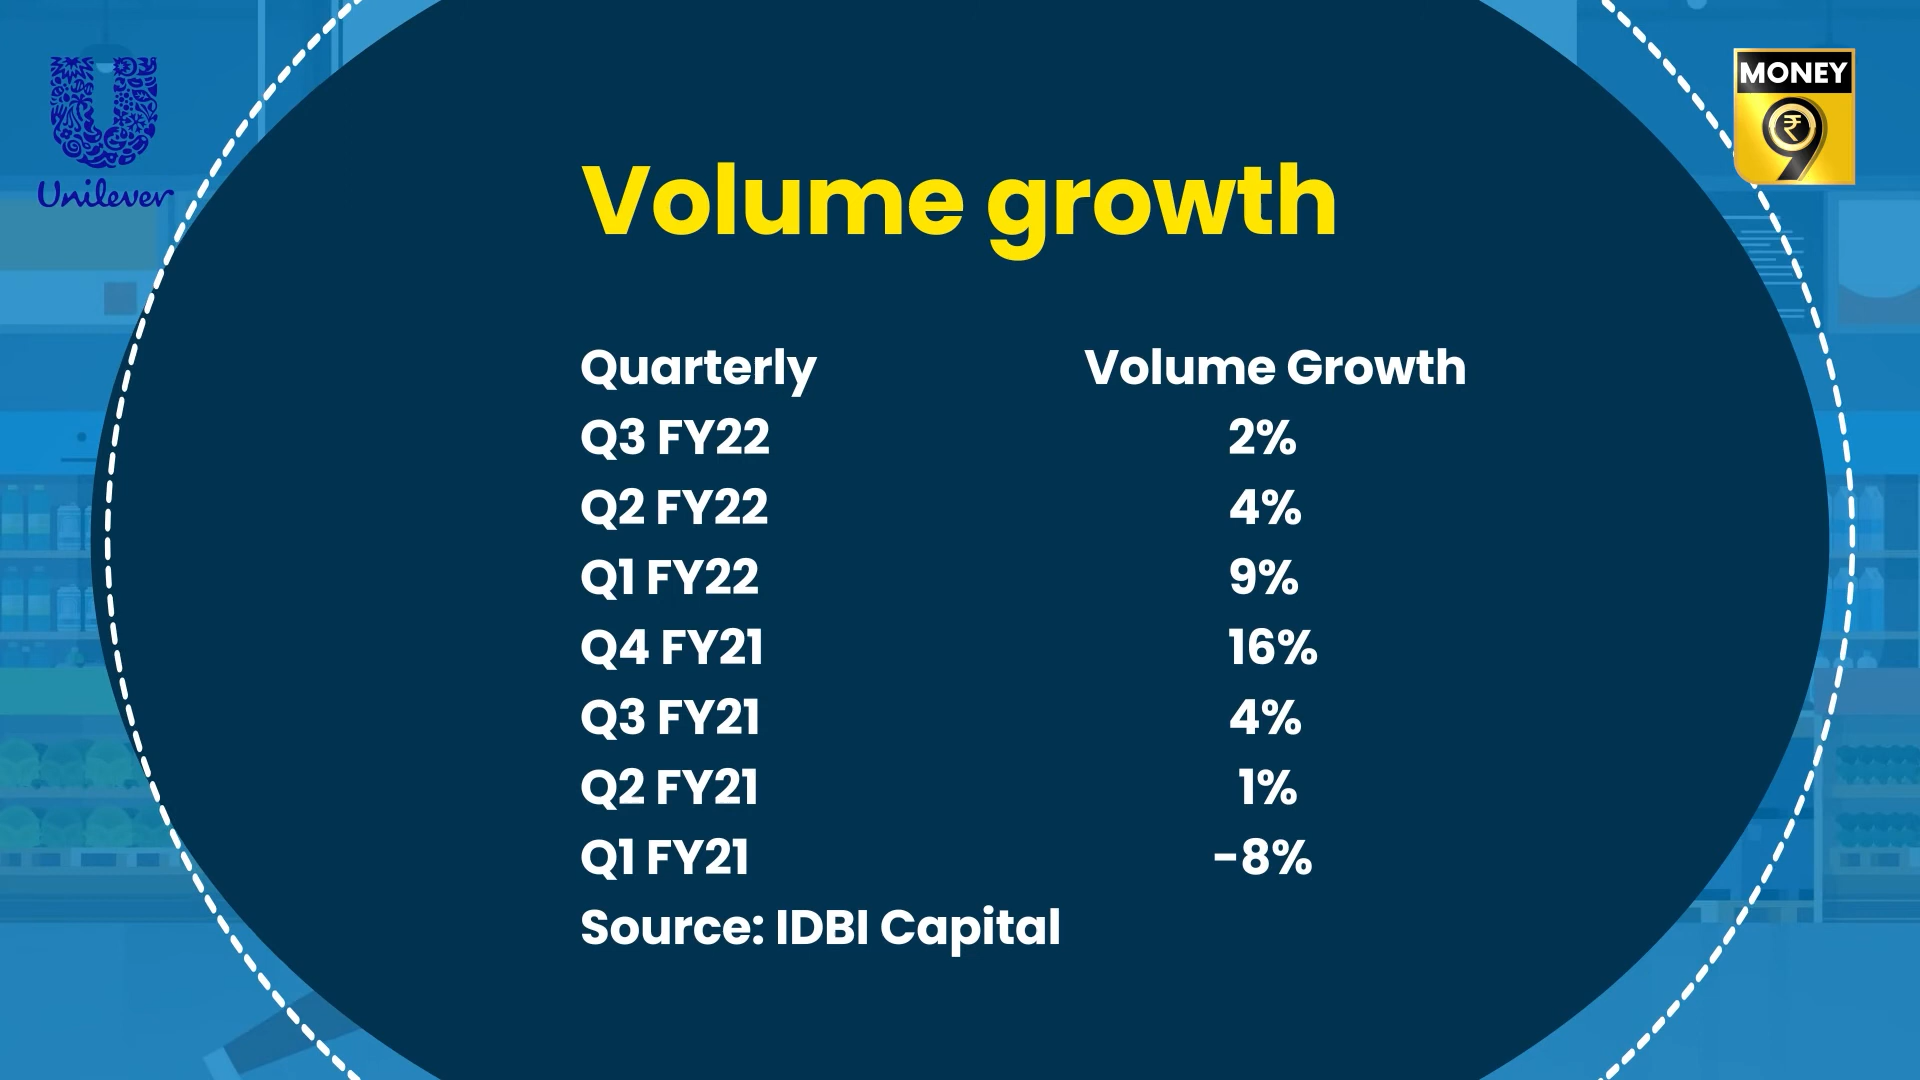 Unilever
MONEY
₹
9
Volume growth
Quarterly Volume Growth
Q3 FY22 2%
Q2 FY22 4%
Q1 FY22 9%
Q4 FY21 16%
Q3 FY21 4%
Q2 FY21 1%
Q1 FY21 -8%
Source: IDBI Capital